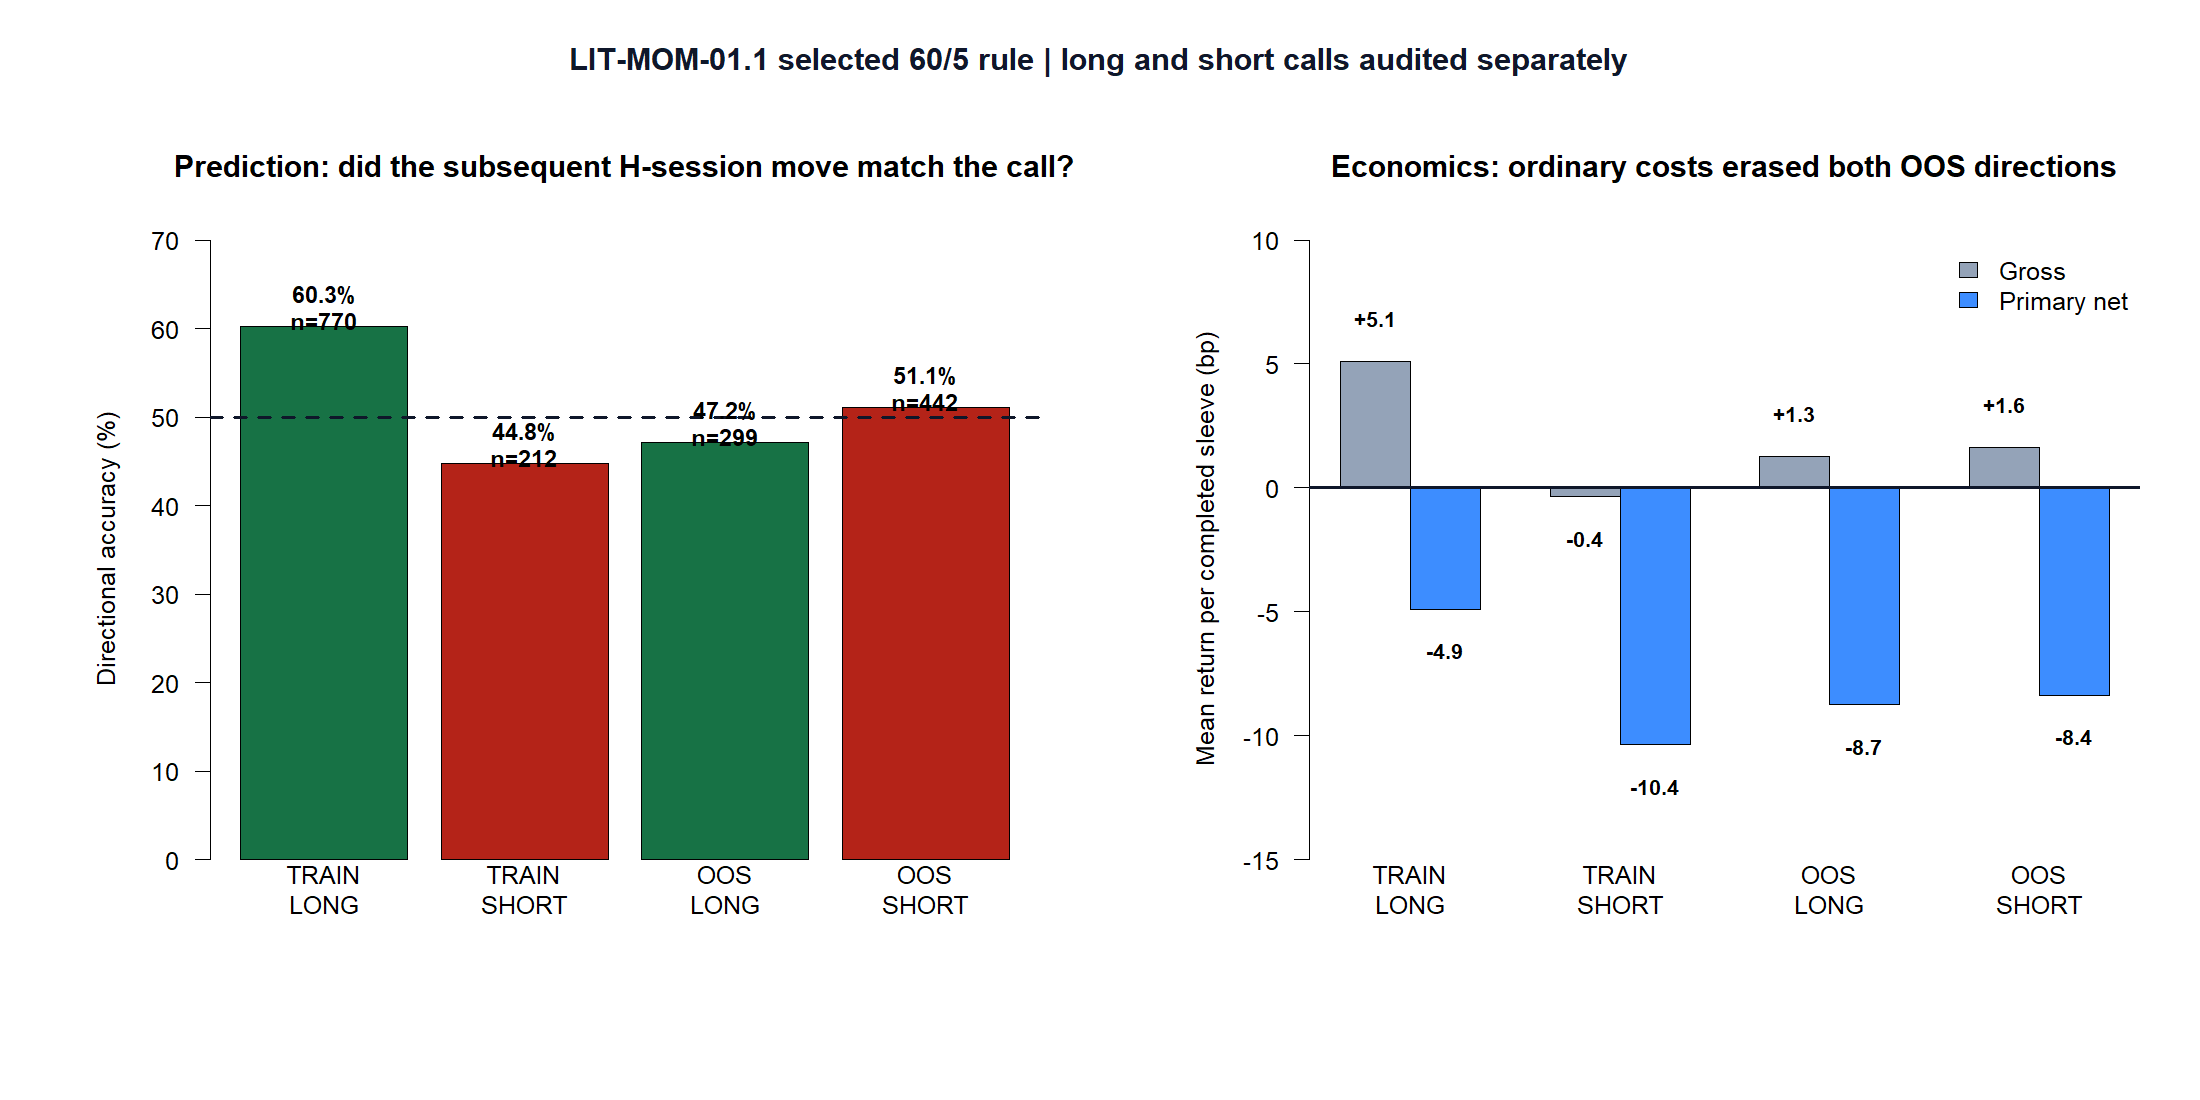 LIT-MOM-01.1 selected 60/5 rule | long and short calls audited separately
Prediction: did the subsequent H-session move match the call?
Directional accuracy (%)
70
60
50
40
30
20
10
0
60.3%
n=770
44.8%
n=212
47.2%
n=299
51.1%
n=442
TRAIN
LONG
TRAIN
SHORT
OOS
LONG
OOS
SHORT
Economics: ordinary costs erased both OOS directions
Mean return per completed sleeve (bp)
10
5
0
-5
-10
-15
Gross
Primary net
+5.1
-4.9
-0.4
-10.4
+1.3
-8.7
+1.6
-8.4
TRAIN
LONG
TRAIN
SHORT
OOS
LONG
OOS
SHORT